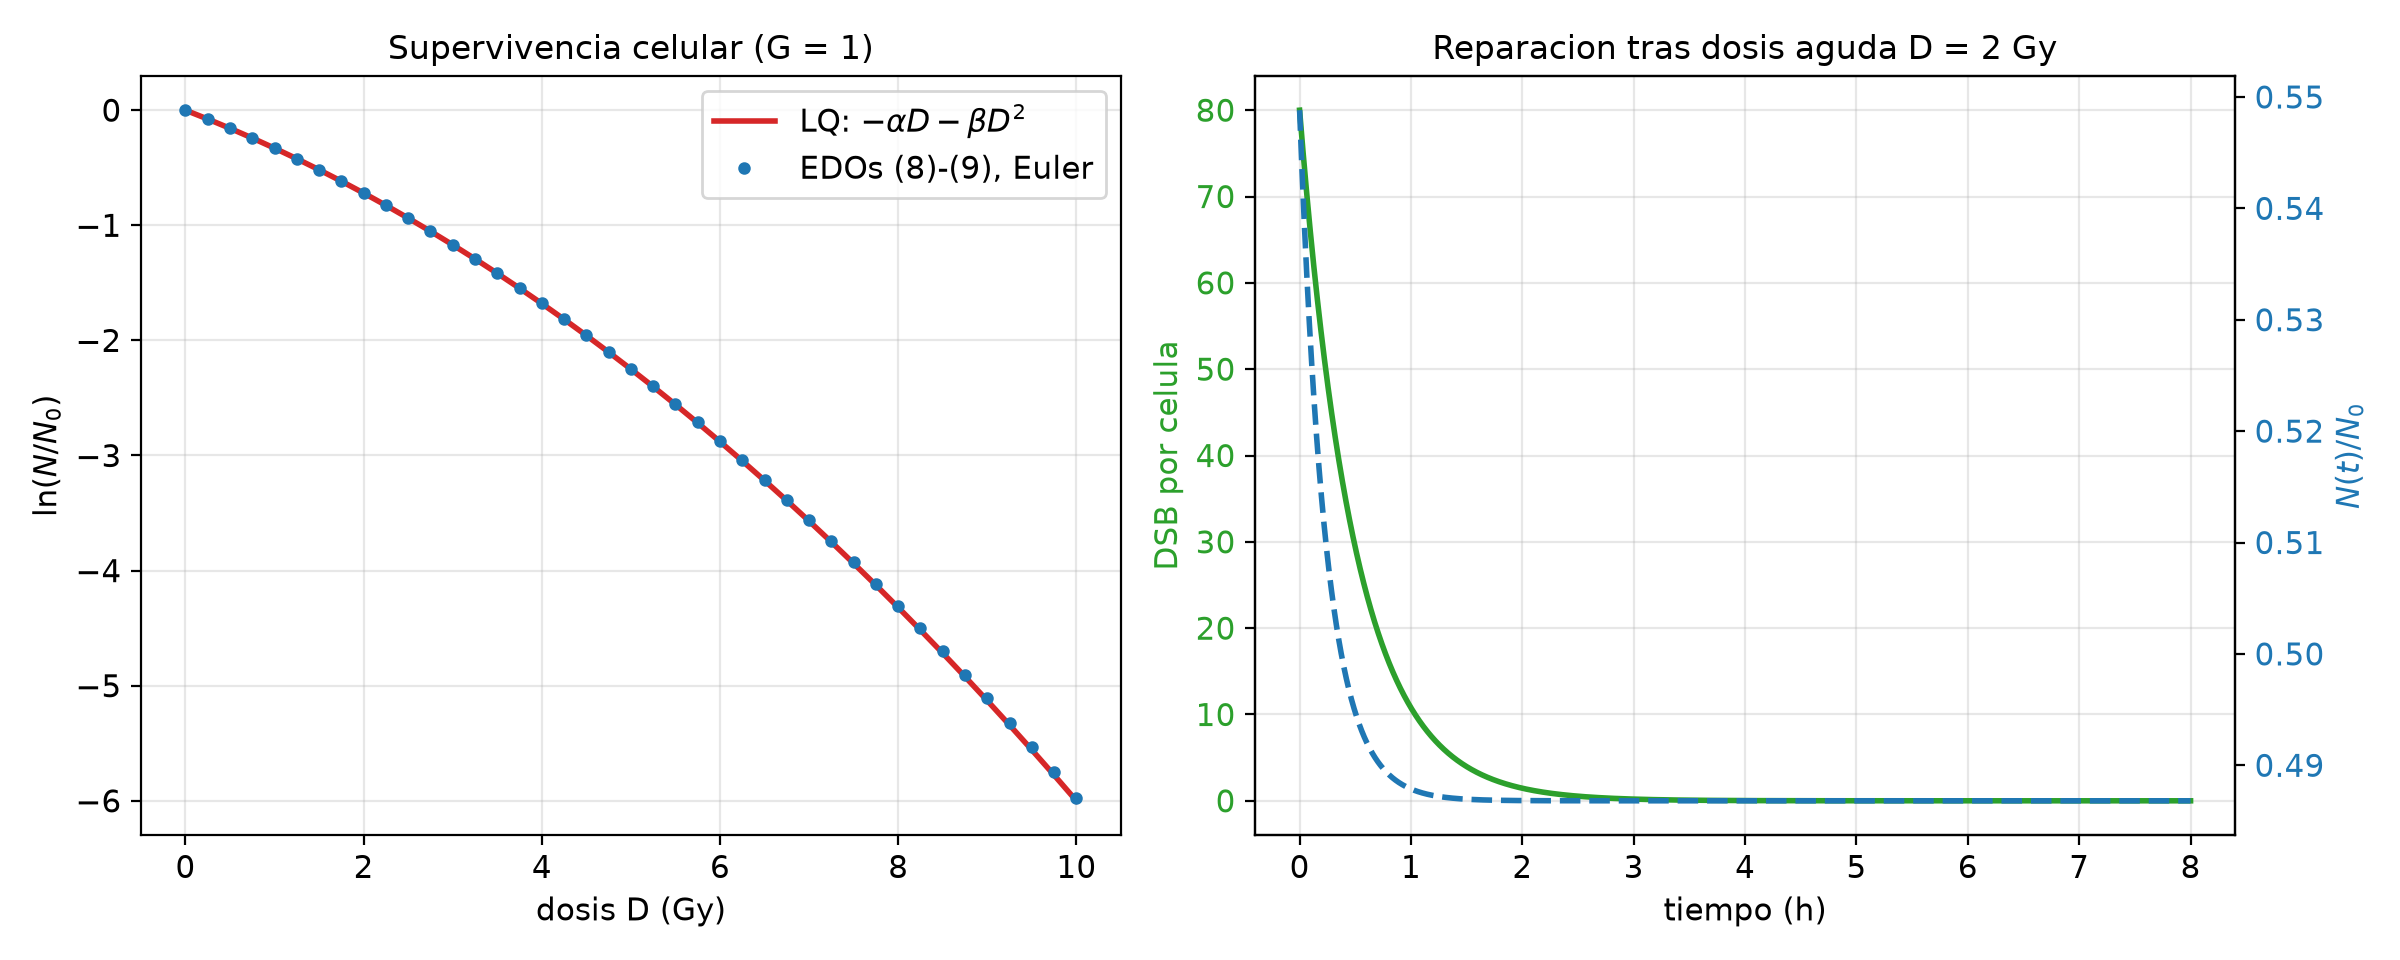 Supervivencia celular (G = 1)
LQ: −αD − βD²
EDOs (8)-(9), Euler
ln(N/N₀)
0
−1
−2
−3
−4
−5
−6
0 2 4 6 8 10
dosis D (Gy)
Reparacion tras dosis aguda D = 2 Gy
DSB por celula
80
70
60
50
40
30
20
10
0
0.55
0.54
0.53
0.52
0.51
0.50
0.49
N(t)/N₀
0 1 2 3 4 5 6 7 8
tiempo (h)